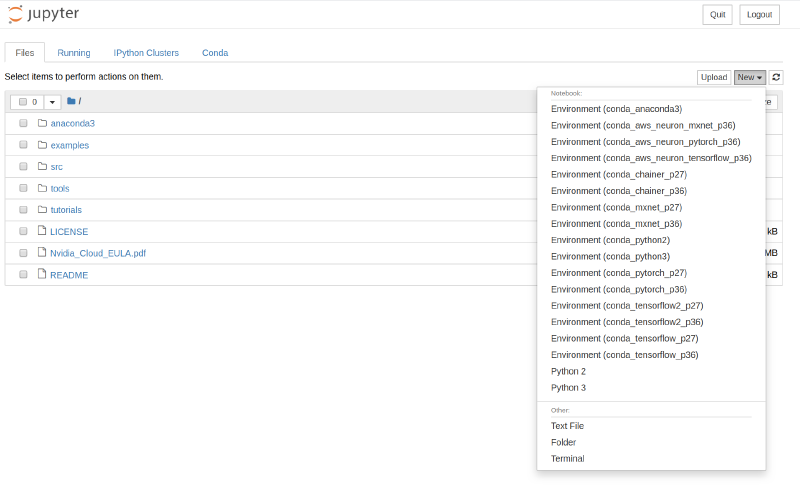 jupyter
Quit
Logout
Files
Running
IPython Clusters
Conda
Select items to perform actions on them.
Upload
New
0
/
Notebook:
Environment (conda_anaconda3)
Environment (conda_aws_neuron_mxnet_p36)
Environment (conda_aws_neuron_pytorch_p36)
Environment (conda_aws_neuron_tensorflow_p36)
Environment (conda_chainer_p27)
Environment (conda_chainer_p36)
Environment (conda_mxnet_p27)
Environment (conda_mxnet_p36)
Environment (conda_python2)
Environment (conda_python3)
Environment (conda_pytorch_p27)
Environment (conda_pytorch_p36)
Environment (conda_tensorflow2_p27)
Environment (conda_tensorflow2_p36)
Environment (conda_tensorflow_p27)
Environment (conda_tensorflow_p36)
Python 2
Python 3
Other:
Text File
Folder
Terminal
anaconda3
examples
src
tools
tutorials
LICENSE
kB
Nvidia_Cloud_EULA.pdf
MB
README
kB